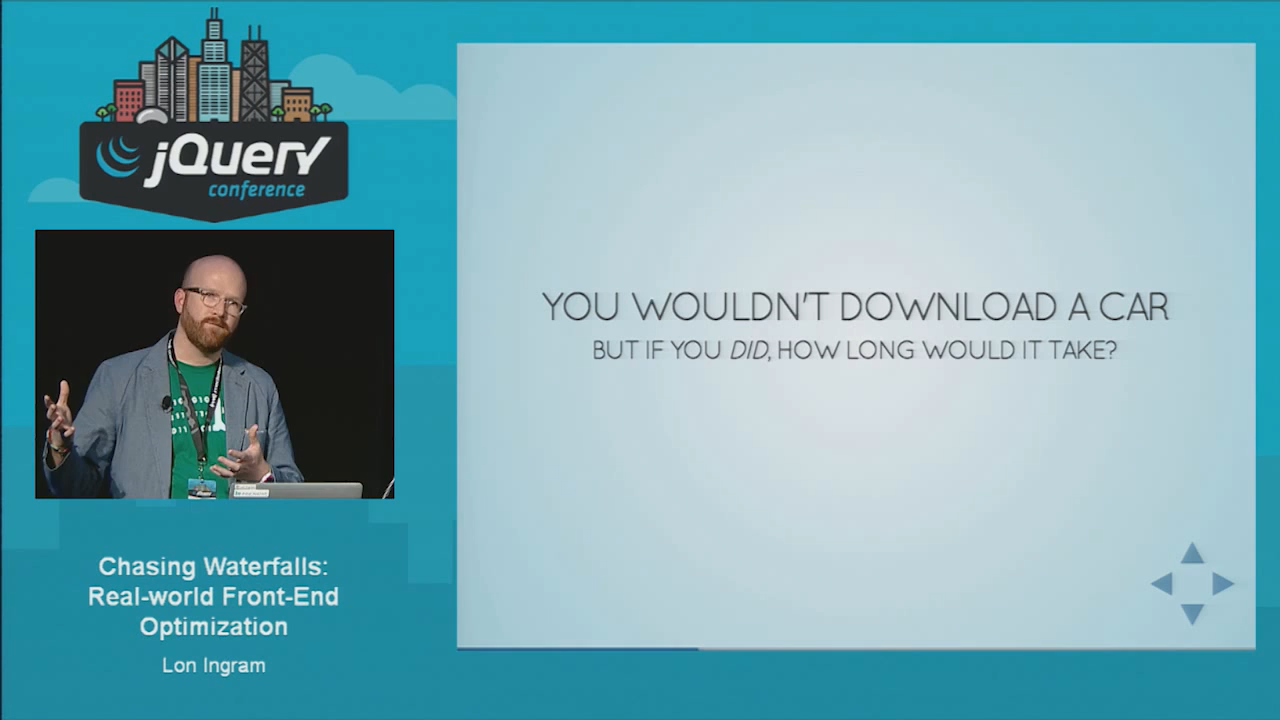 jQuery
conference
YOU WOULDN'T DOWNLOAD A CAR
BUT IF YOU DID, HOW LONG WOULD IT TAKE?
Chasing Waterfalls:
Real-world Front-End
Optimization
Lon Ingram